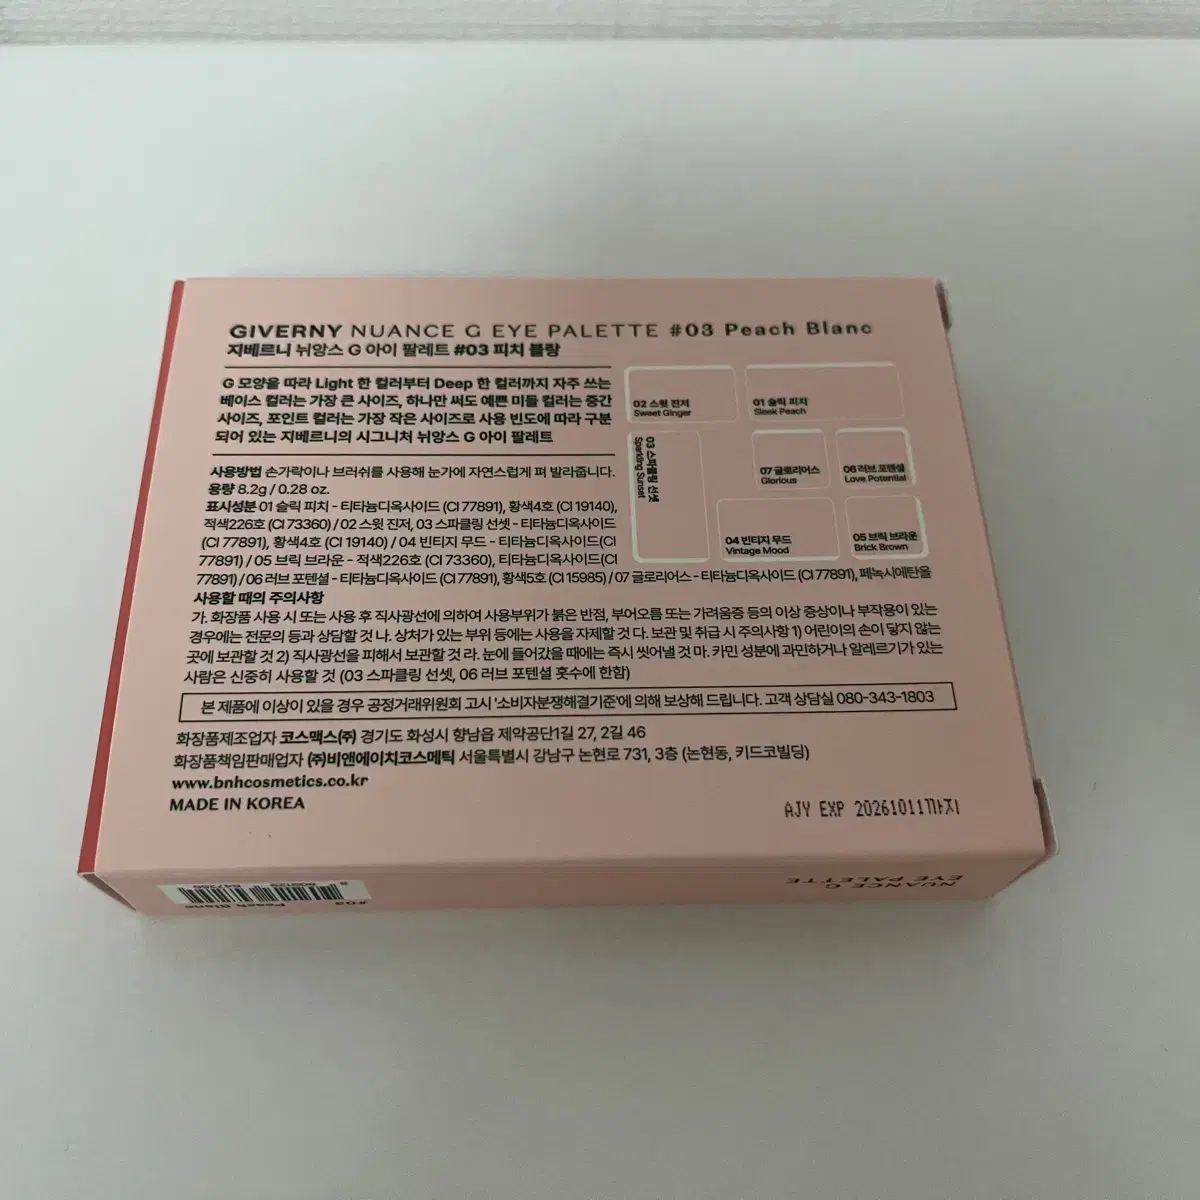 GIVERNY NUANCE G EYE PALETTE #03 Peach Blanc
지베르니 뉘앙스 G 아이 팔레트 #03 피치 블랑
G 모양을 따라 Light 한 컬러부터 Deep 한 컬러까지 자주 쓰는
베이스 컬러는 가장 큰 사이즈, 하나만 써도 예쁜 미들 컬러는 중간
사이즈, 포인트 컬러는 가장 작은 사이즈로 사용 빈도에 따라 구분
되어 있는 지베르니의 시그니처 뉘앙스 G 아이 팔레트
02 스윗 진저
Sweet Ginger
01 슬릭 피치
Sleek Peach
03 스파클링 선셋
Sparkling Sunset
07 글로리어스
Glorious
06 러브 포텐셜
Love Potential
04 빈티지 무드
Vintage Mood
05 브릭 브라운
Brick Brown
사용방법 손가락이나 브러쉬를 사용해 눈가에 자연스럽게 펴 발라줍니다.
용량 8.2g / 0.28 oz.
표시성분 01 슬릭 피치 - 티타늄디옥사이드 (CI 77891), 황색4호 (CI 19140),
적색226호 (CI 73360) / 02 스윗 진저, 03 스파클링 선셋 - 티타늄디옥사이드
(CI 77891), 황색4호 (CI 19140) / 04 빈티지 무드 - 티타늄디옥사이드(CI
77891) / 05 브릭 브라운 - 적색226호 (CI 73360), 티타늄디옥사이드(CI
77891) / 06 러브 포텐셜 - 티타늄디옥사이드 (CI 77891), 황색5호 (CI 15985) / 07 글로리어스 - 티타늄디옥사이드 (CI 77891), 페녹시에탄올
사용할 때의 주의사항
가. 화장품 사용 시 또는 사용 후 직사광선에 의하여 사용부위가 붉은 반점, 부어오름 또는 가려움증 등의 이상 증상이나 부작용이 있는
경우에는 전문의 등과 상담할 것 나. 상처가 있는 부위 등에는 사용을 자제할 것 다. 보관 및 취급 시 주의사항 1) 어린이의 손이 닿지 않는
곳에 보관할 것 2) 직사광선을 피해서 보관할 것 라. 눈에 들어갔을 때에는 즉시 씻어낼 것 마. 카민 성분에 과민하거나 알레르기가 있는
사람은 신중히 사용할 것 (03 스파클링 선셋, 06 러브 포텐셜 홋수에 한함)
본 제품에 이상이 있을 경우 공정거래위원회 고시 '소비자분쟁해결기준'에 의해 보상해 드립니다. 고객 상담실 080-343-1803
화장품제조업자 코스맥스㈜ 경기도 화성시 향남읍 제약공단1길 27, 2길 46
화장품책임판매업자 ㈜비앤에이치코스메틱 서울특별시 강남구 논현로 731, 3층 (논현동, 키드코빌딩)
www.bnhcosmetics.co.kr
MADE IN KOREA
AJY EXP 20261011까지
NUANCE G
EYE PALETTE
#03 Peach Blanc